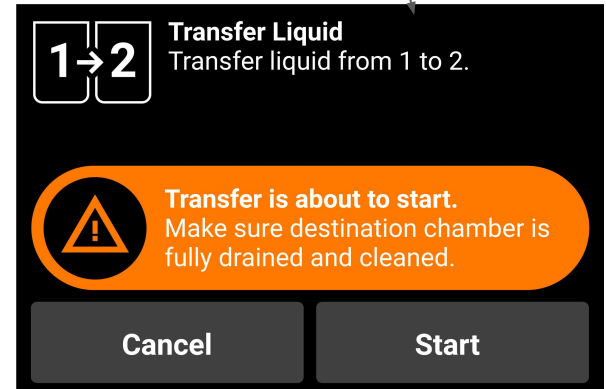 1→2
Transfer Liquid
Transfer liquid from 1 to 2.
Transfer is about to start.
Make sure destination chamber is
fully drained and cleaned.
Cancel Start